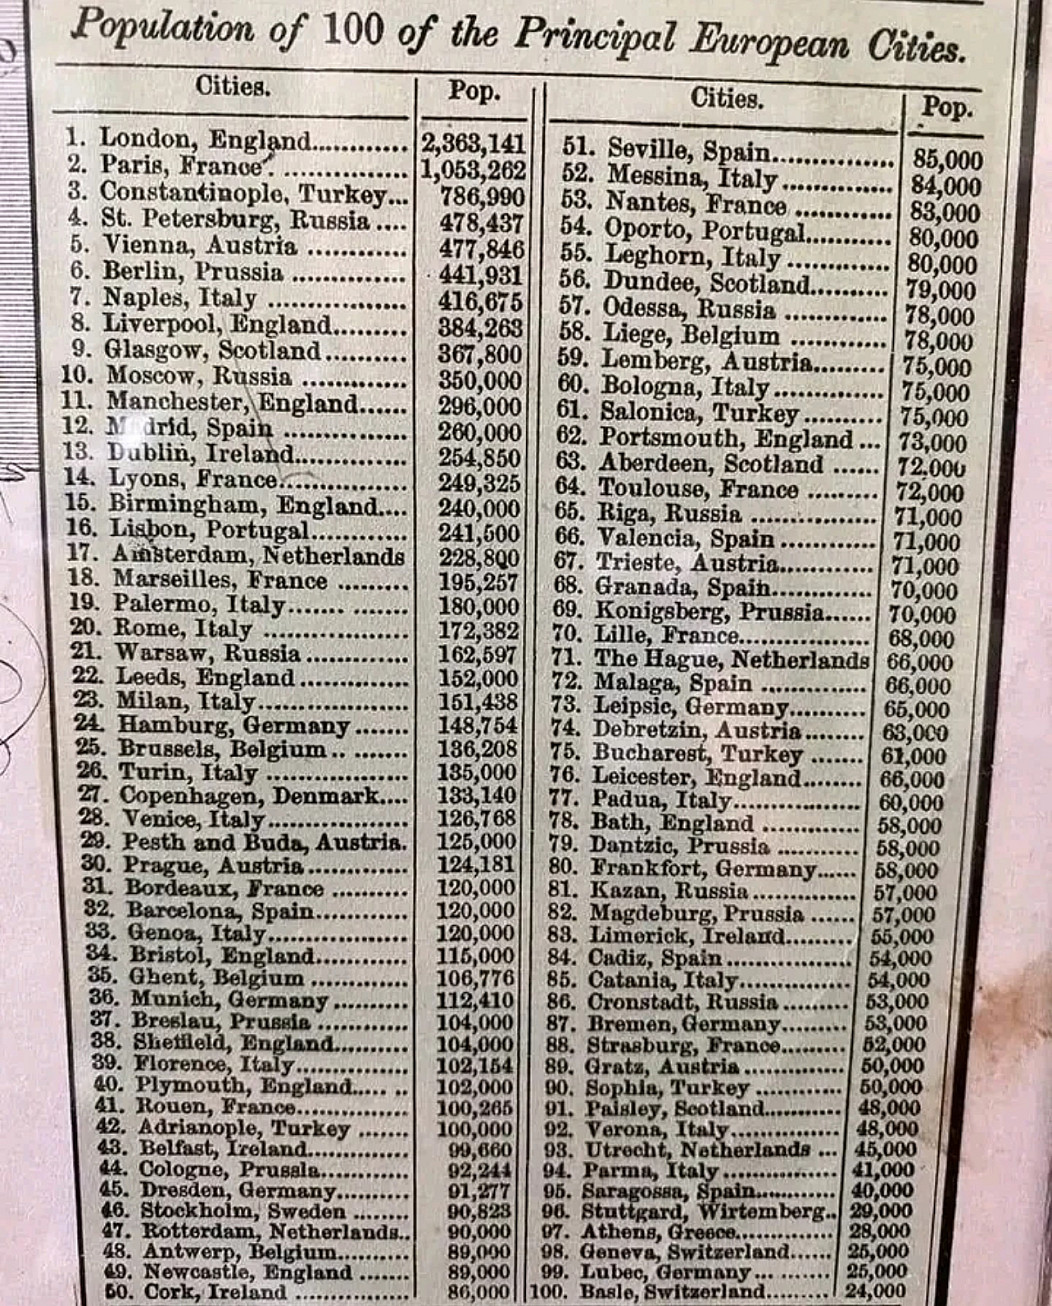 Population of 100 of the Principal European Cities.
Cities. Pop.
1. London, England............ 2,363,141
2. Paris, France. ............... 1,053,262
3. Constantinople, Turkey... 786,990
4. St. Petersburg, Russia .... 478,437
5. Vienna, Austria ............ 477,846
6. Berlin, Prussia .............. 441,931
7. Naples, Italy ................. 416,675
8. Liverpool, England......... 384,263
9. Glasgow, Scotland.......... 367,800
10. Moscow, Russia ............ 350,000
11. Manchester, England...... 296,000
12. Madrid, Spain .............. 260,000
13. Dublin, Ireland............. 254,850
14. Lyons, France............... 249,325
15. Birmingham, England.... 240,000
16. Lisbon, Portugal............ 241,500
17. Amsterdam, Netherlands 228,800
18. Marseilles, France ......... 195,257
19. Palermo, Italy....... ....... 180,000
20. Rome, Italy .................. 172,382
21. Warsaw, Russia ............. 162,597
22. Leeds, England ............. 152,000
23. Milan, Italy.................. 151,438
24. Hamburg, Germany ....... 148,754
25. Brussels, Belgium .. ....... 136,208
26. Turin, Italy ................. 135,000
27. Copenhagen, Denmark.... 133,140
28. Venice, Italy................. 126,768
29. Pesth and Buda, Austria. 125,000
30. Prague, Austria............. 124,181
31. Bordeaux, France .......... 120,000
32. Barcelona, Spain............ 120,000
33. Genoa, Italy................. 120,000
34. Bristol, England............ 115,000
35. Ghent, Belgium ............ 106,776
36. Munich, Germany .......... 112,410
37. Breslau, Prussia ............ 104,000
38. Sheffield, England.......... 104,000
39. Florence, Italy.............. 102,154
40. Plymouth, England..... .. 102,000
41. Rouen, France.............. 100,265
42. Adrianople, Turkey ....... 100,000
43. Belfast, Ireland............. 99,660
44. Cologne, Prussia............ 92,244
45. Dresden, Germany.......... 91,277
46. Stockholm, Sweden ........ 90,823
47. Rotterdam, Netherlands.. 90,000
48. Antwerp, Belgium.......... 89,000
49. Newcastle, England ....... 89,000
50. Cork, Ireland ............... 86,000
Cities. Pop.
51. Seville, Spain............... 85,000
52. Messina, Italy .............. 84,000
53. Nantes, France ............ 83,000
54. Oporto, Portugal........... 80,000
55. Leghorn, Italy ............. 80,000
56. Dundee, Scotland.......... 79,000
57. Odessa, Russia ............. 78,000
58. Liege, Belgium ............ 78,000
59. Lemberg, Austria......... 75,000
60. Bologna, Italy.............. 75,000
61. Salonica, Turkey .......... 75,000
62. Portsmouth, England ... 73,000
63. Aberdeen, Scotland ...... 72,000
64. Toulouse, France ......... 72,000
65. Riga, Russia ................ 71,000
66. Valencia, Spain ............ 71,000
67. Trieste, Austria............ 71,000
68. Granada, Spain............. 70,000
69. Konigsberg, Prussia...... 70,000
70. Lille, France................. 68,000
71. The Hague, Netherlands 66,000
72. Malaga, Spain .............. 66,000
73. Leipsic, Germany.......... 65,000
74. Debretzin, Austria........ 63,000
75. Bucharest, Turkey ....... 61,000
76. Leicester, England........ 66,000
77. Padua, Italy................. 60,000
78. Bath, England ............. 58,000
79. Dantzic, Prussia ........... 58,000
80. Frankfort, Germany...... 58,000
81. Kazan, Russia .............. 57,000
82. Magdeburg, Prussia ...... 57,000
83. Limerick, Ireland......... 55,000
84. Cadiz, Spain ................. 54,000
85. Catania, Italy............... 54,000
86. Cronstadt, Russia ......... 53,000
87. Bremen, Germany......... 53,000
88. Strasburg, France......... 52,000
89. Gratz, Austria .............. 50,000
90. Sophia, Turkey ............ 50,000
91. Paisley, Scotland........... 48,000
92. Verona, Italy................ 48,000
93. Utrecht, Netherlands ... 45,000
94. Parma, Italy ................ 41,000
95. Saragossa, Spain............ 40,000
96. Stuttgard, Wirtemberg.. 29,000
97. Athens, Greece.............. 28,000
98. Geneva, Switzerland...... 25,000
99. Lubec, Germany... ........ 25,000
100. Basle, Switzerland......... 24,000